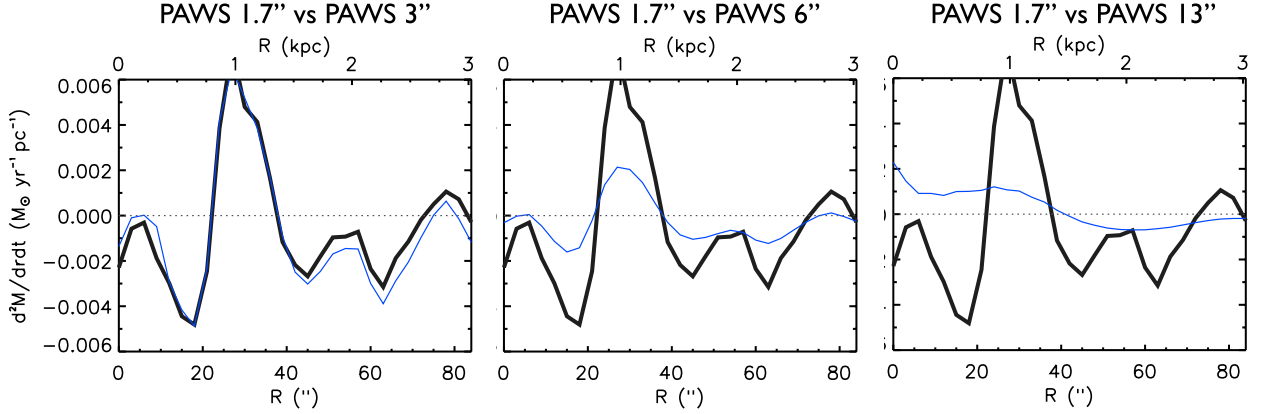 PAWS 1.7” vs PAWS 3”
PAWS 1.7” vs PAWS 6”
PAWS 1.7” vs PAWS 13”
R (kpc)
R (kpc)
R (kpc)
0 1 2 3
0 1 2 3
0 1 2 3
0.006
0.004
0.002
0.000
−0.002
−0.004
−0.006
d²M/drdt (M⊙ yr⁻¹ pc⁻¹)
0 20 40 60 80
0 20 40 60 80
0 20 40 60 80
R (")
R (")
R (")